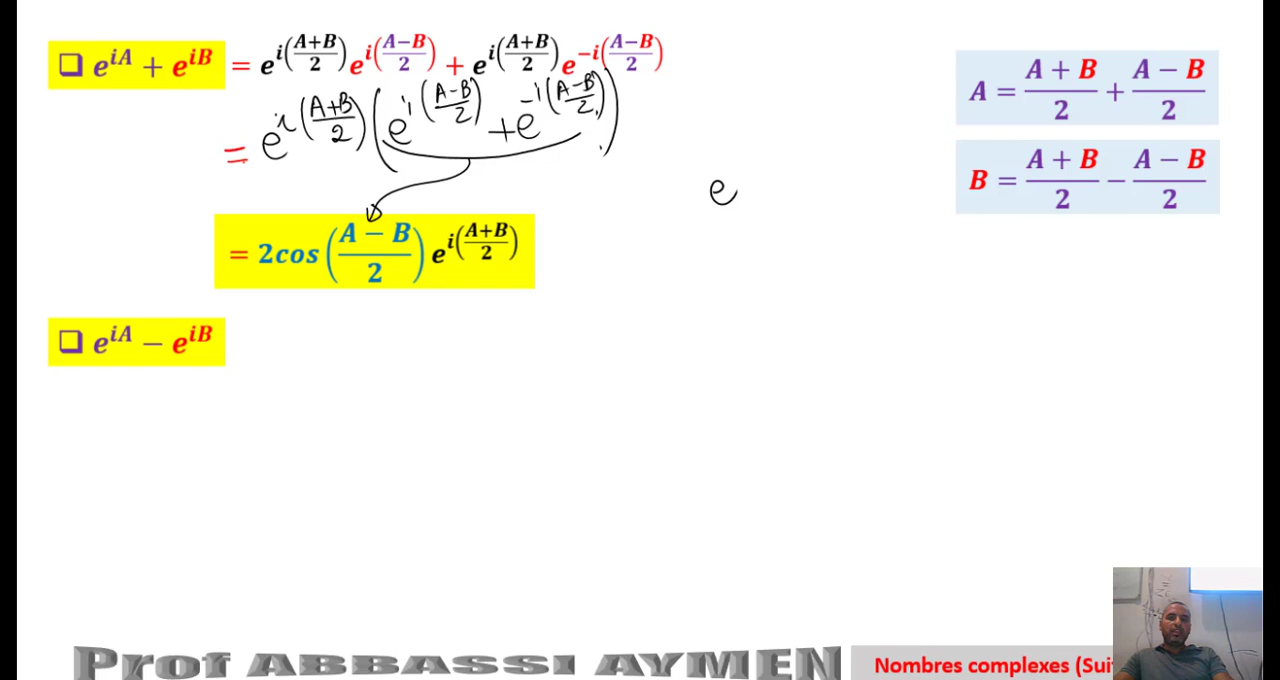 ❑ e^{iA} + e^{iB} = e^{i(\frac{A+B}{2})} e^{i(\frac{A-B}{2})} + e^{i(\frac{A+B}{2})} e^{-i(\frac{A-B}{2})}
= e^{i(\frac{A+B}{2})} ( e^{i(\frac{A-B}{2})} + e^{-i(\frac{A-B}{2})} )
e
= 2cos(\frac{A-B}{2}) e^{i(\frac{A+B}{2})}
❑ e^{iA} − e^{iB}
A = \frac{A+B}{2} + \frac{A-B}{2}
B = \frac{A+B}{2} − \frac{A-B}{2}
Prof ABBASSI AYMEN
Nombres complexes (Sui